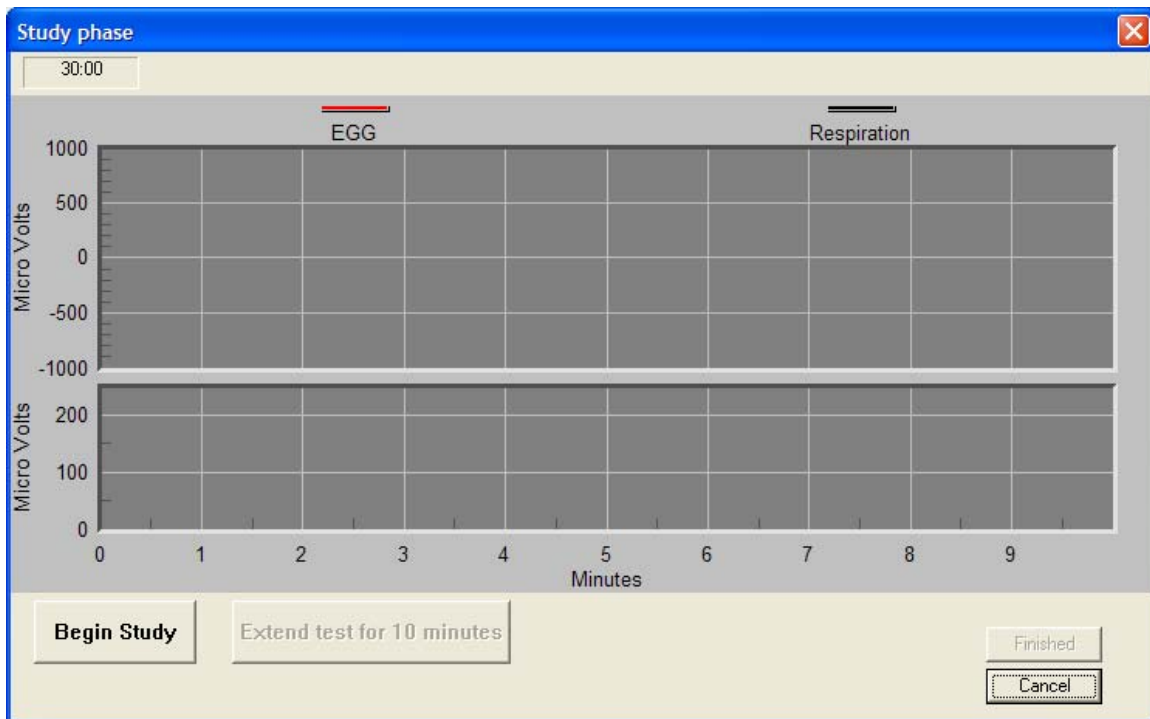 Study phase
30:00
EGG
Respiration
Micro Volts
1000
500
0
-500
-1000
Micro Volts
200
100
0
0 1 2 3 4 5 6 7 8 9
Minutes
Begin Study
Extend test for 10 minutes
Finished
Cancel